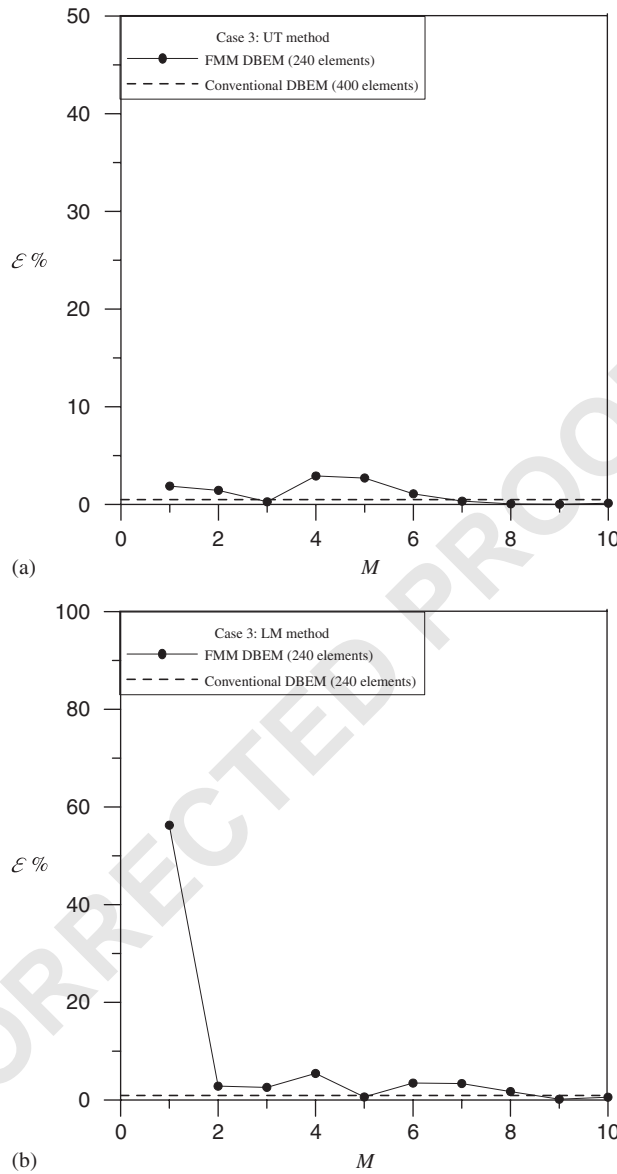 50
40
30
20
10
0
ℰ %
Case 3: UT method
FMM DBEM (240 elements)
Conventional DBEM (400 elements)
0 2 4 6 8 10
(a)
M
100
80
60
40
20
0
ℰ %
Case 3: LM method
FMM DBEM (240 elements)
Conventional DBEM (240 elements)
0 2 4 6 8 10
(b)
M
ORRECTED PROO